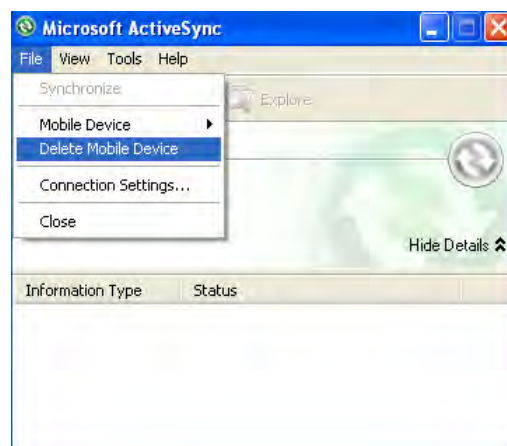 Microsoft ActiveSync
File View Tools Help
Synchronize
Explore
Mobile Device
Delete Mobile Device
Connection Settings...
Close
Hide Details
Information Type Status